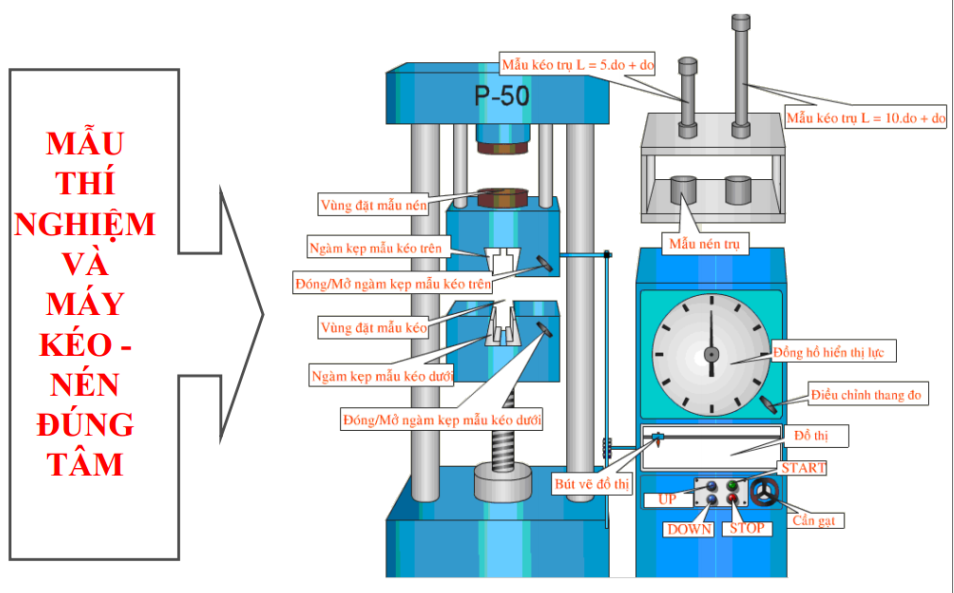 MẪU
THÍ
NGHIỆM
VÀ
MÁY
KÉO -
NÉN
ĐÚNG
TÂM
P-50
Mẫu kéo trụ L = 5.do + do
Mẫu kéo trụ L = 10.do + do
Vùng đặt mẫu nén
Mẫu nén trụ
Ngàm kẹp mẫu kéo trên
Đóng/Mở ngàm kẹp mẫu kéo trên
Vùng đặt mẫu kéo
Ngàm kẹp mẫu kéo dưới
Đóng/Mở ngàm kẹp mẫu kéo dưới
Đồng hồ hiển thị lực
Điều chỉnh thang đo
Đồ thị
Bút vẽ đồ thị
START
UP
DOWN
STOP
Cần gạt